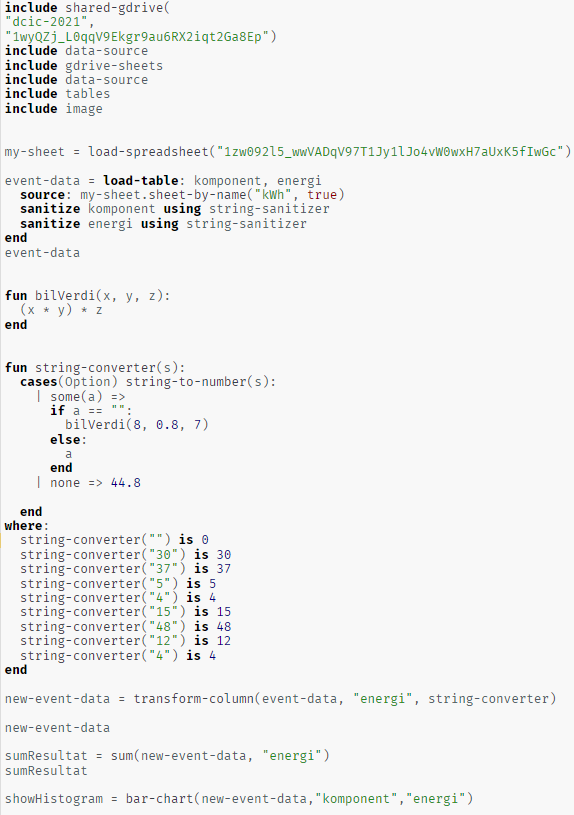 include shared-gdrive(
"dcic-2021",
"1wyQZj_L0qqV9Ekgr9au6RX2iqt2Ga8Ep")
include data-source
include gdrive-sheets
include data-source
include tables
include image
my-sheet = load-spreadsheet("1zw092l5_wwVADqV97T1Jy1lJo4vW0wxH7aUxK5fIwGc")
event-data = load-table: komponent, energi
  source: my-sheet.sheet-by-name("kWh", true)
  sanitize komponent using string-sanitizer
  sanitize energi using string-sanitizer
end
event-data
fun bilVerdi(x, y, z):
  (x * y) * z
end
fun string-converter(s):
  cases(Option) string-to-number(s):
    | some(a) =>
      if a == "":
        bilVerdi(8, 0.8, 7)
      else:
        a
      end
    | none => 44.8
  end
where:
  string-converter("") is 0
  string-converter("30") is 30
  string-converter("37") is 37
  string-converter("5") is 5
  string-converter("4") is 4
  string-converter("15") is 15
  string-converter("48") is 48
  string-converter("12") is 12
  string-converter("4") is 4
end
new-event-data = transform-column(event-data, "energi", string-converter)
new-event-data
sumResultat = sum(new-event-data, "energi")
sumResultat
showHistogram = bar-chart(new-event-data,"komponent","energi")